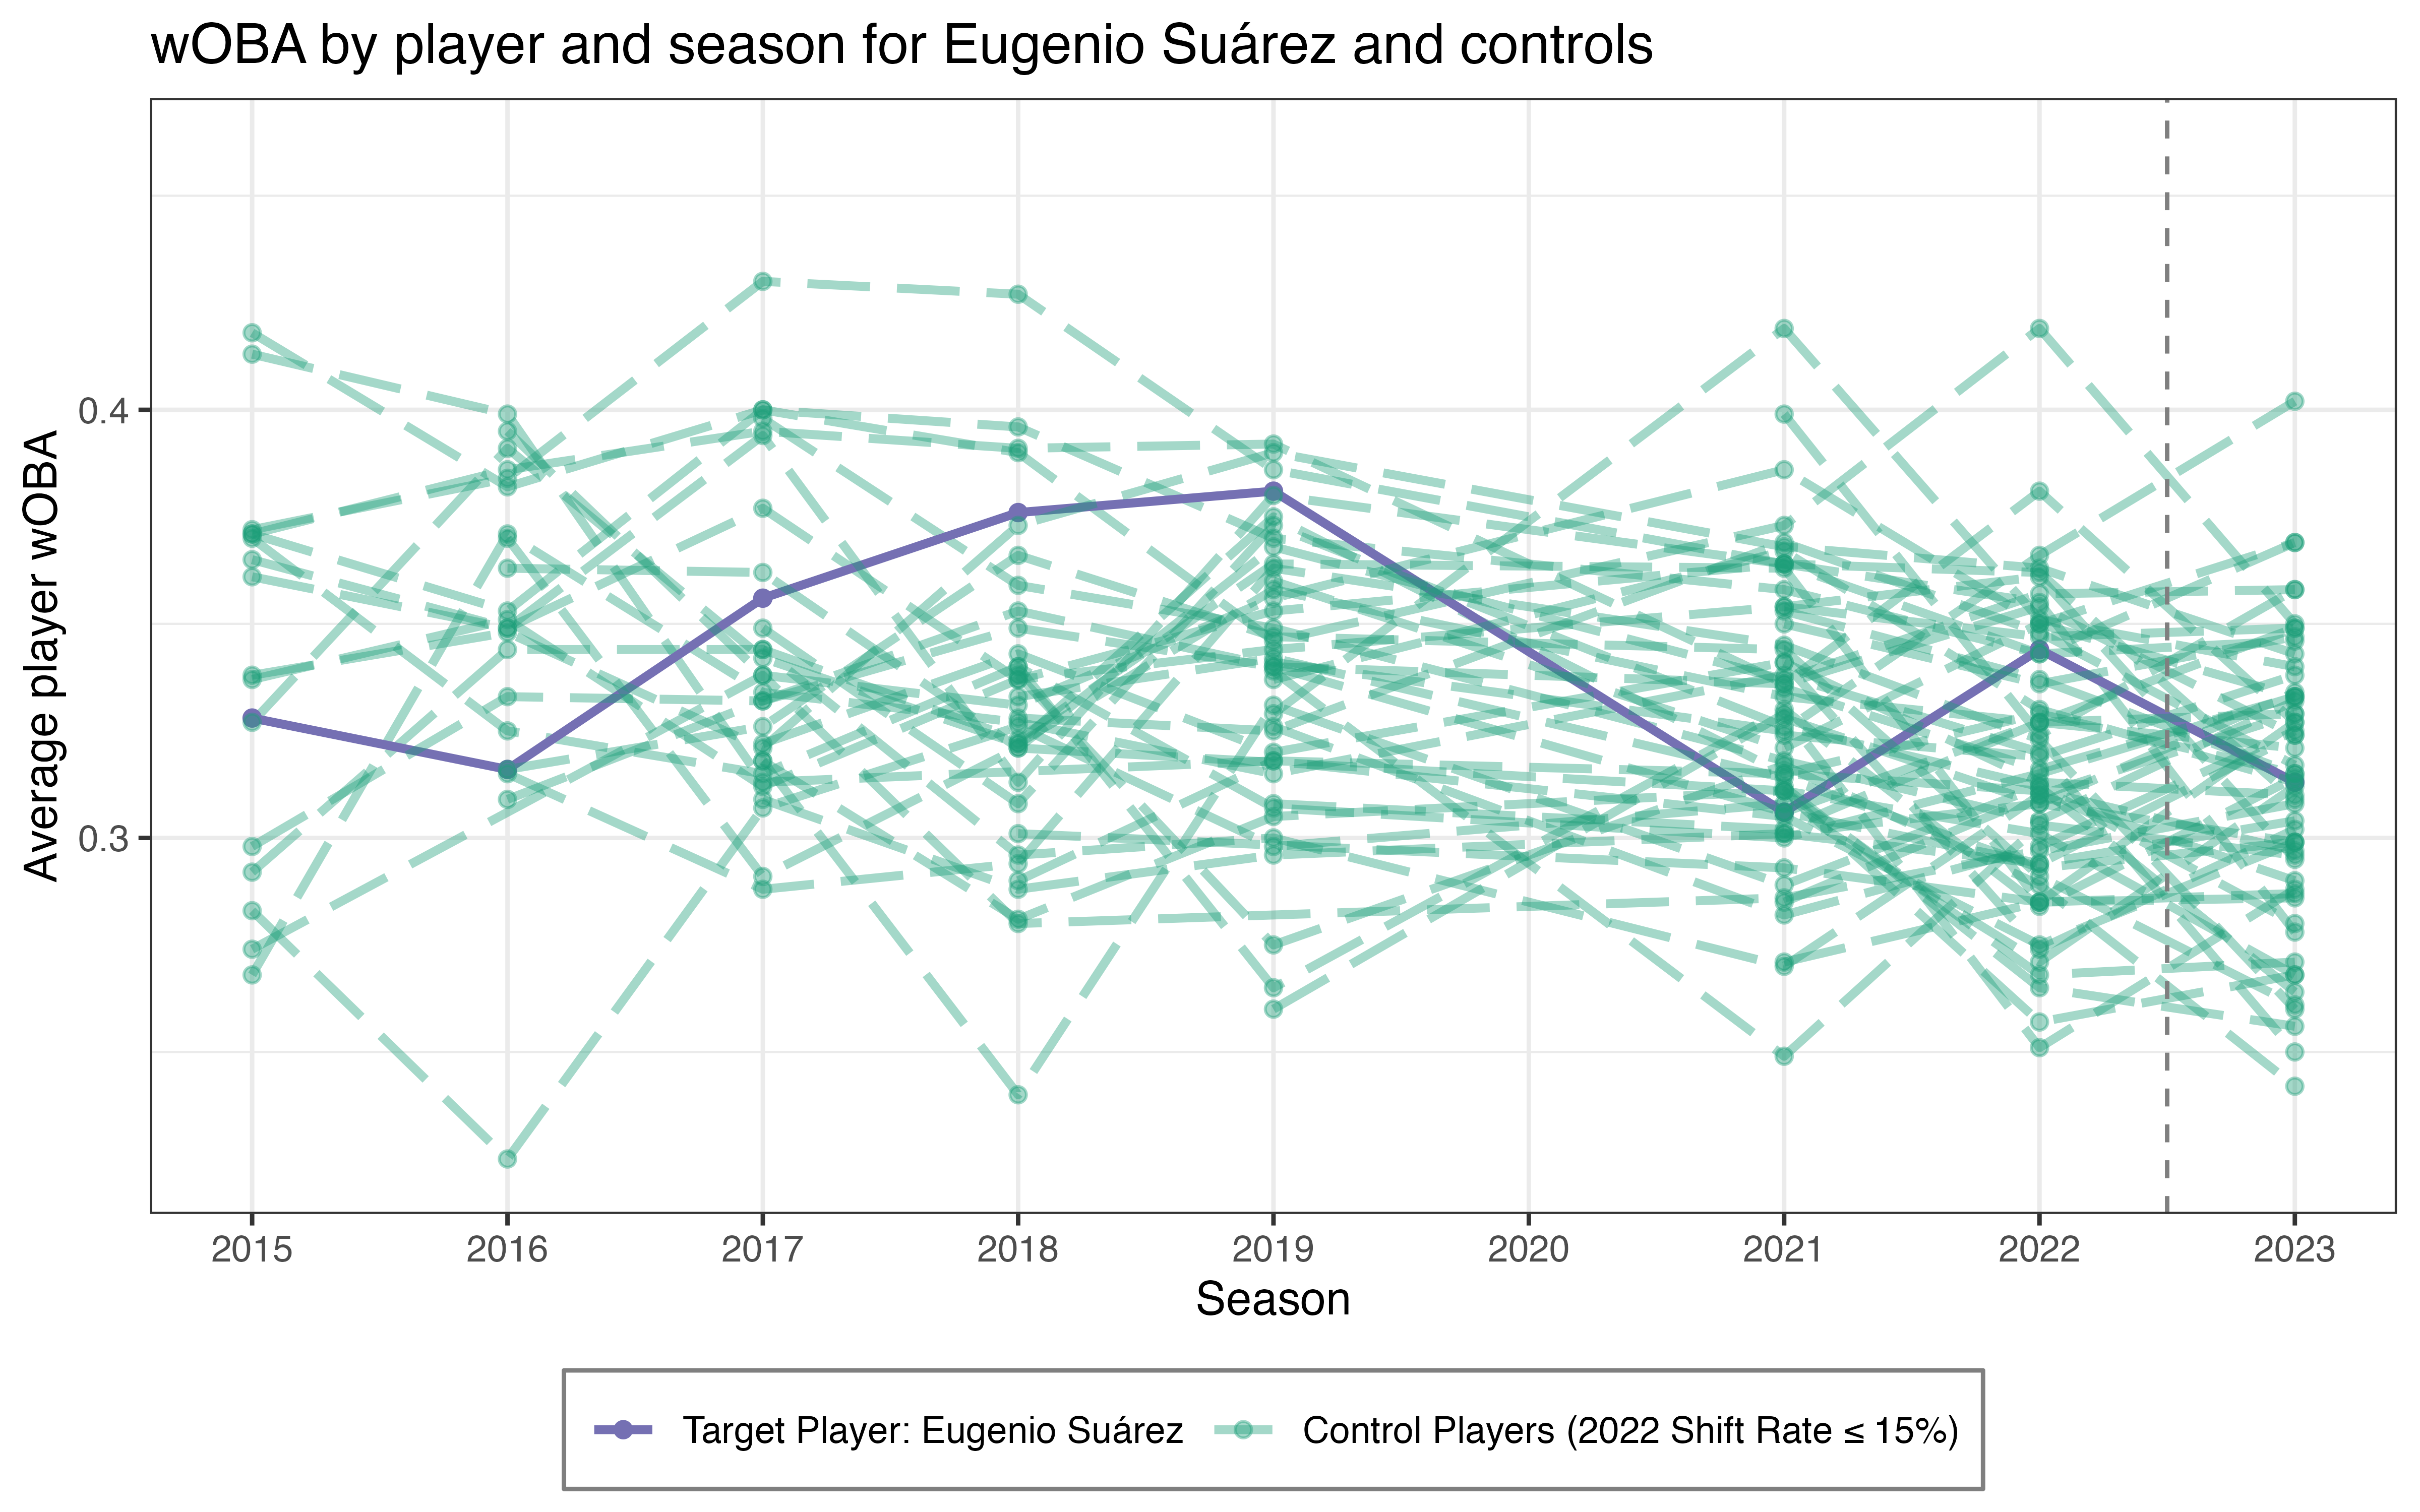 wOBA by player and season for Eugenio Suárez and controls
Average player wOBA
0.4
0.3
2015 2016 2017 2018 2019 2020 2021 2022 2023
Season
Target Player: Eugenio Suárez Control Players (2022 Shift Rate ≤ 15%)